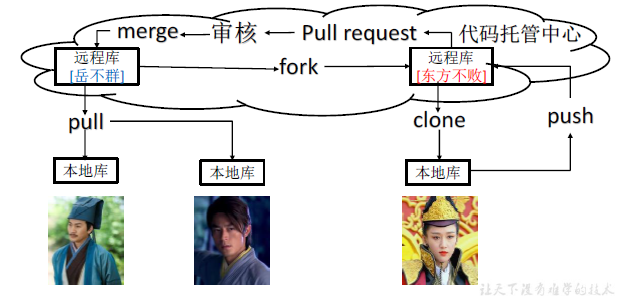 merge
审核
Pull request
代码托管中心
远程库
[岳不群]
fork
远程库
[东方不败]
pull
clone
push
本地库
本地库
本地库
让天下没有难学的技术